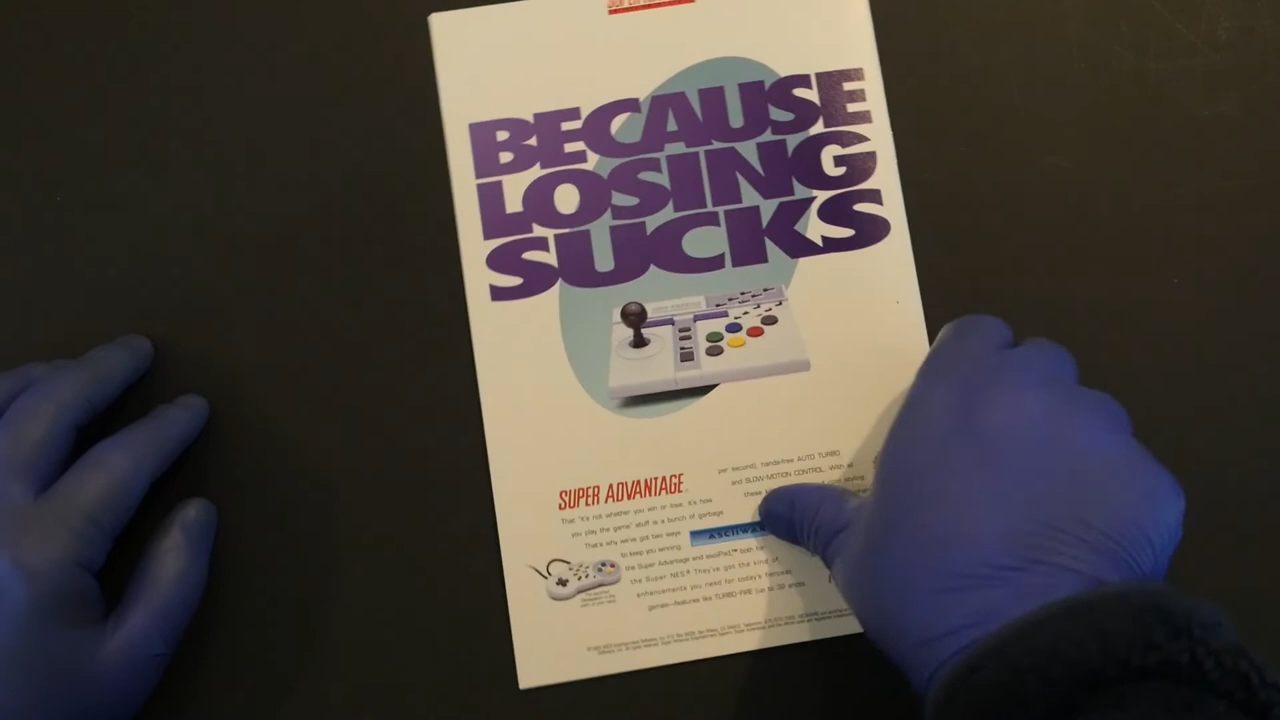 BECAUSE
LOSING
SUCKS
SUPER ADVANTAGE
That "it's not whether you win or lose, it's how
you play the game" stuff is a bunch of garbage.
That's why we've got two ways
to keep you winning.
the Super Advantage and asciiPad,™ both for
the Super NES.® They've got the kind of
enhancements you need for today's fiercest
games—features like TURBO FIRE (up to 30 shots
per second), hands-free AUTO TURBO
and SLOW-MOTION CONTROL. With all
these
ASCIIWA